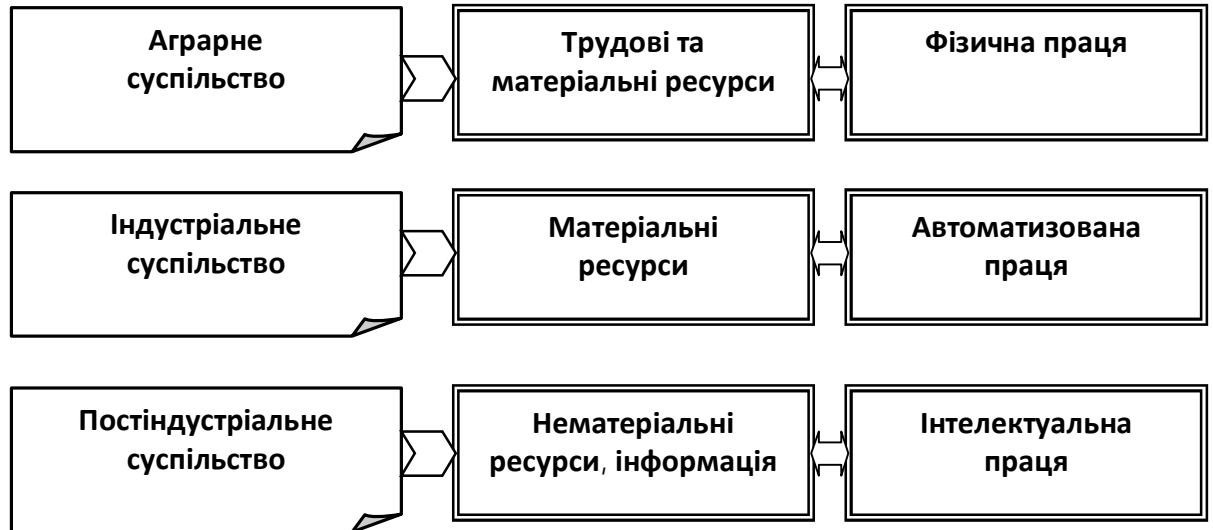 Аграрне
суспільство
Трудові та
матеріальні ресурси
Фізична праця
Індустріальне
суспільство
Матеріальні
ресурси
Автоматизована
праця
Постіндустріальне
суспільство
Нематеріальні
ресурси, інформація
Інтелектуальна
праця